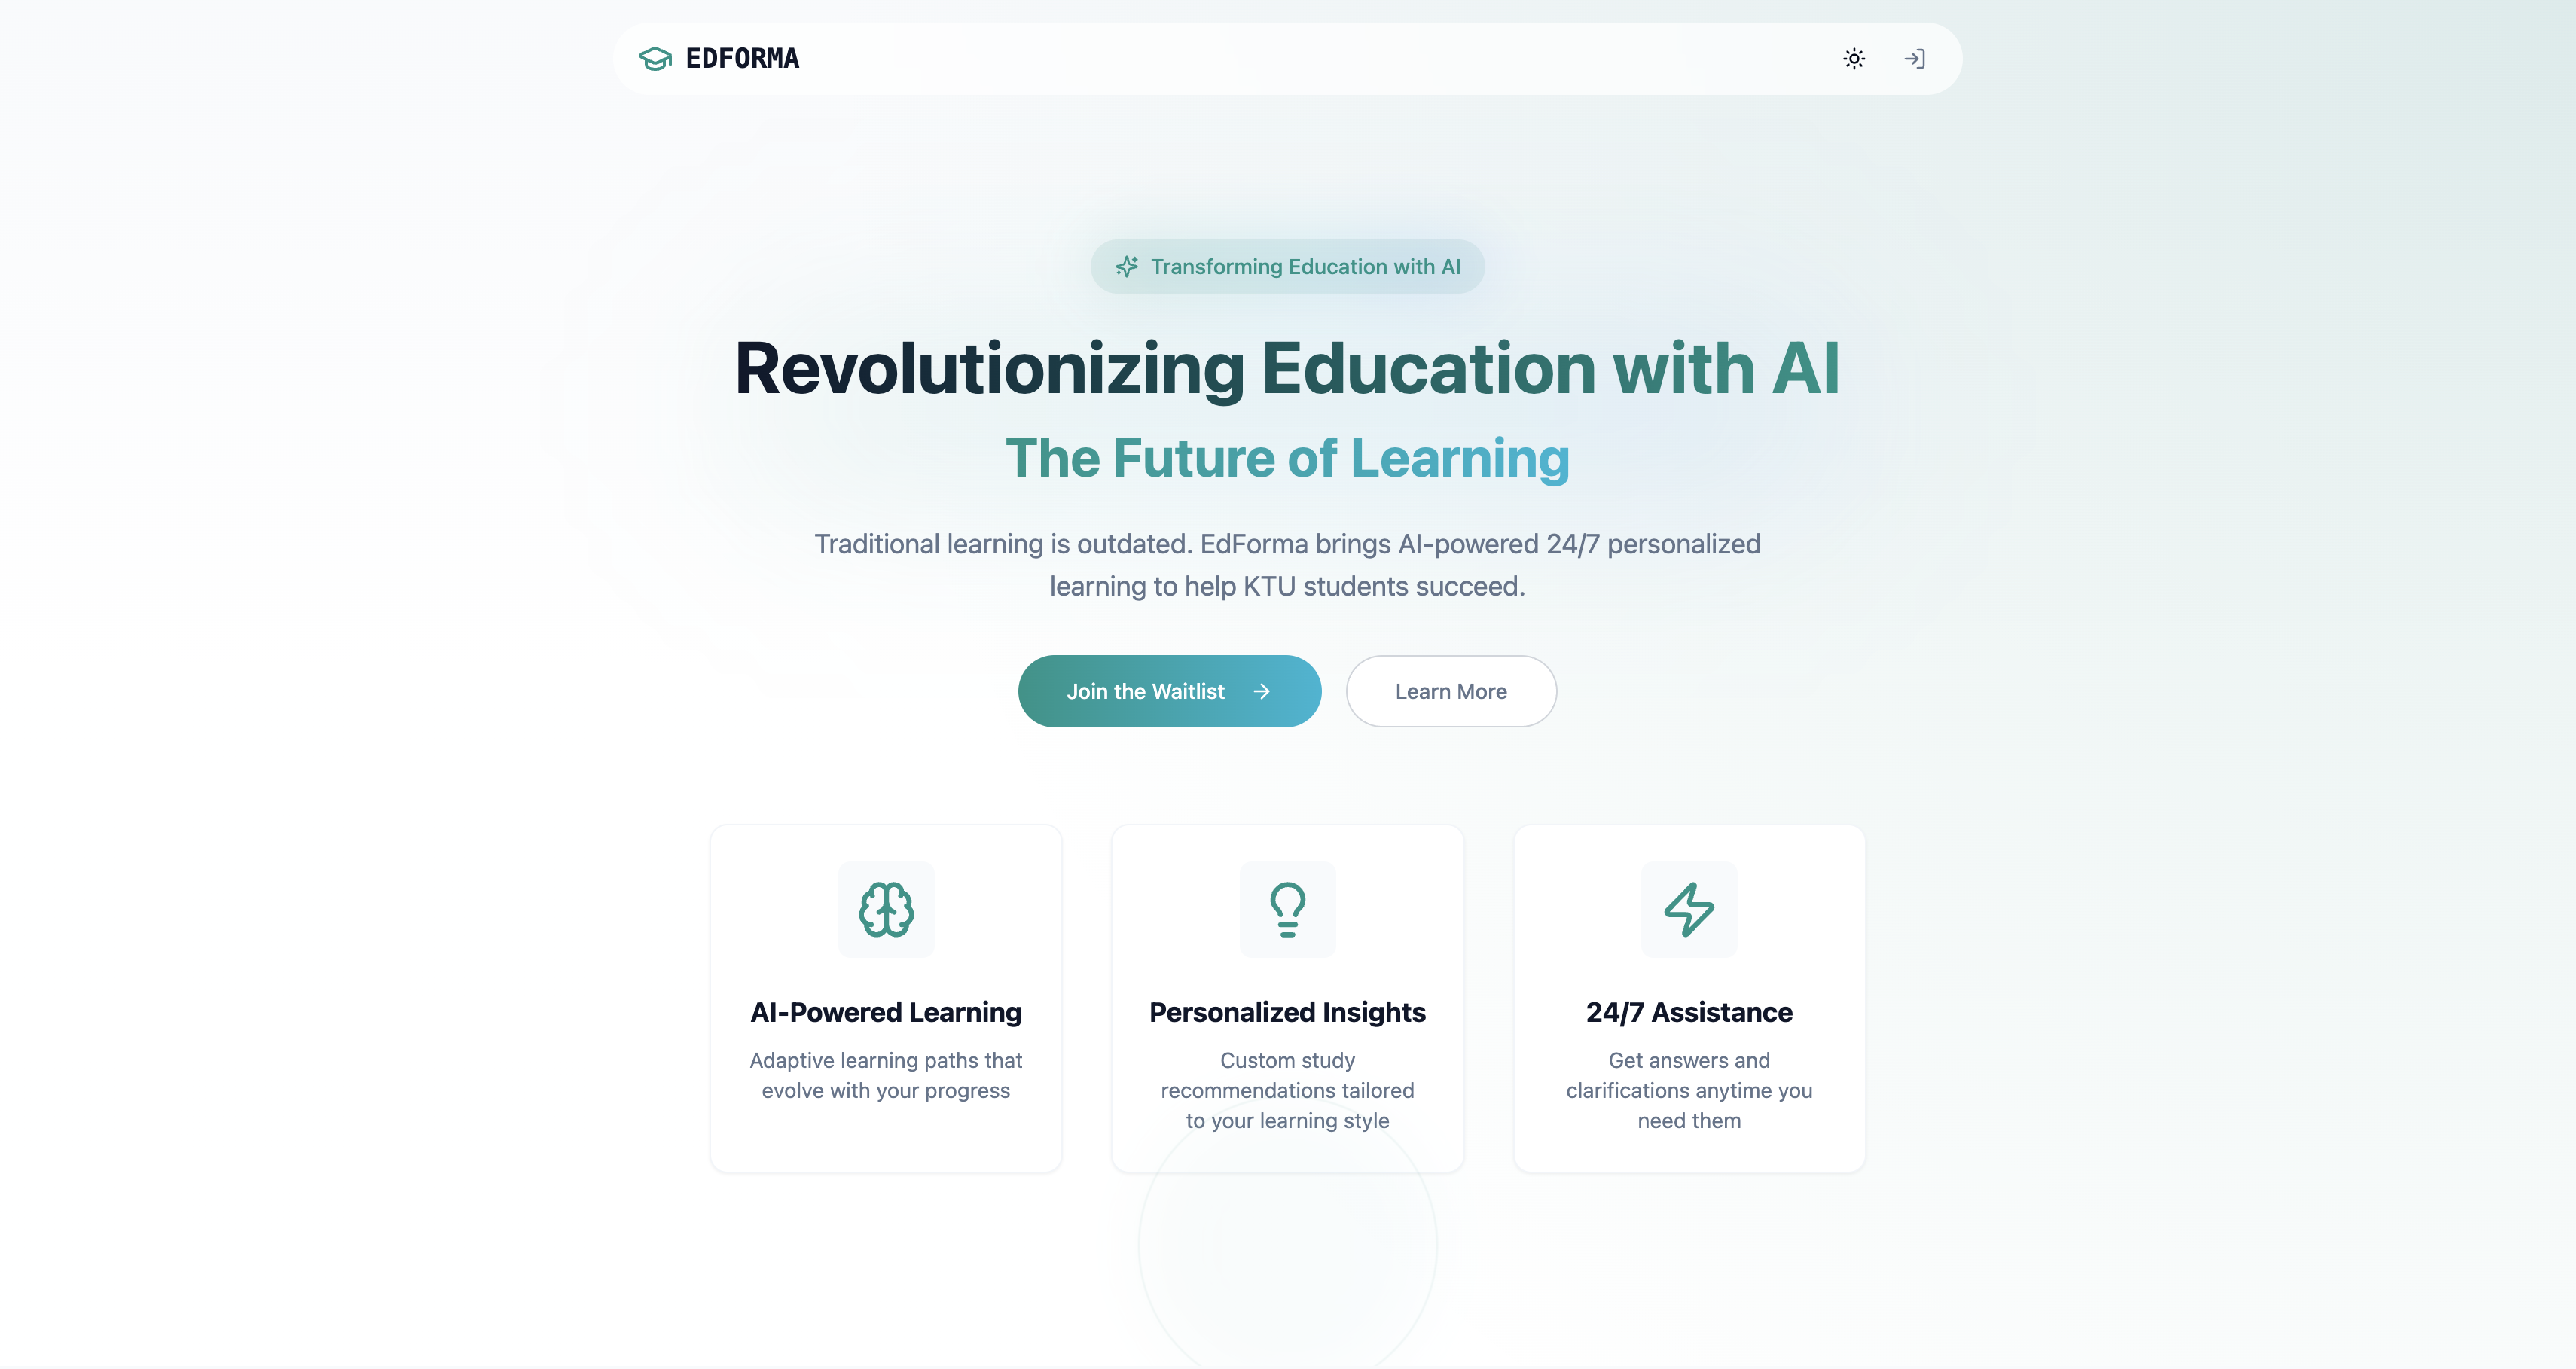 EDFORMA
Transforming Education with AI
Revolutionizing Education with AI
The Future of Learning
Traditional learning is outdated. EdForma brings AI-powered 24/7 personalized
learning to help KTU students succeed.
Join the Waitlist
Learn More
AI-Powered Learning
Adaptive learning paths that
evolve with your progress
Personalized Insights
Custom study
recommendations tailored
to your learning style
24/7 Assistance
Get answers and
clarifications anytime you
need them